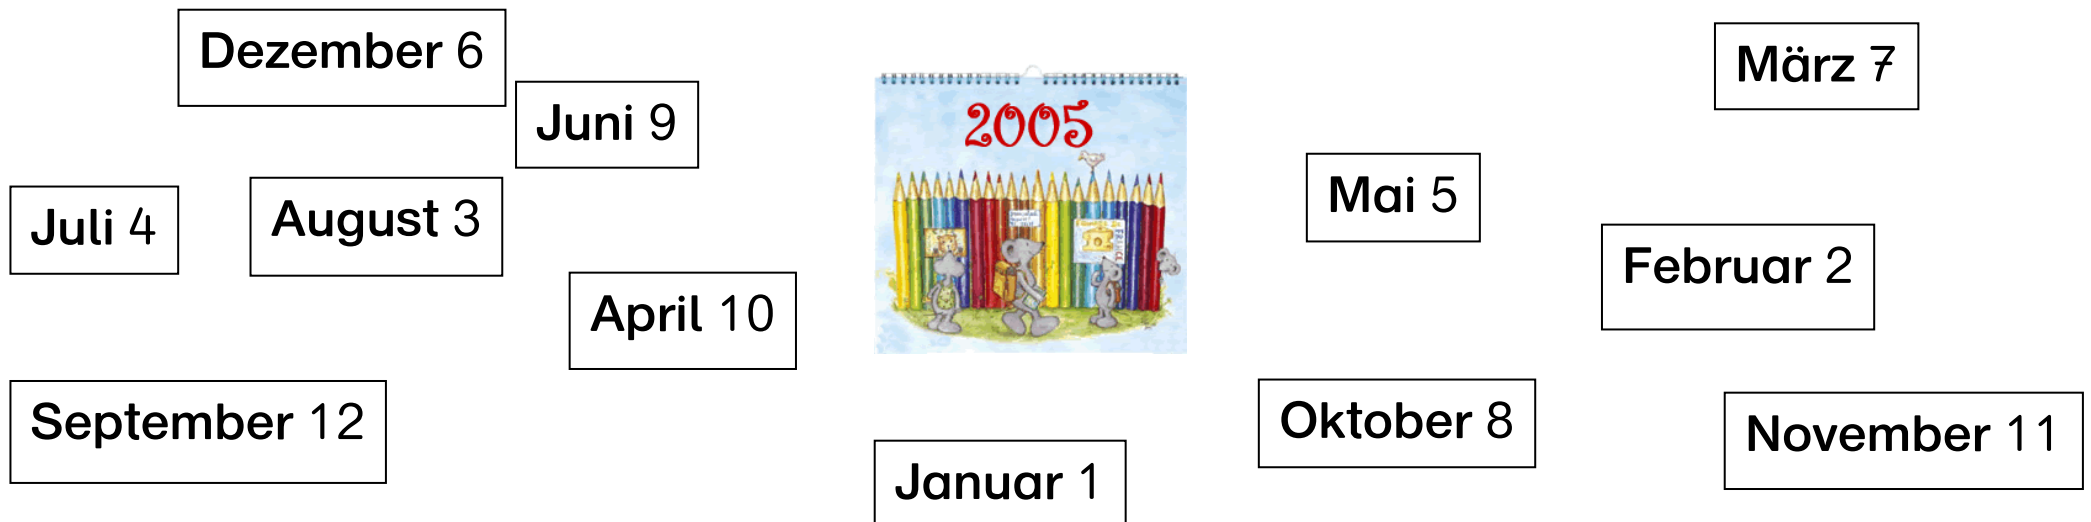 Dezember 6
März 7
Juni 9
2005
Mai 5
Juli 4
August 3
Februar 2
April 10
September 12
Oktober 8
November 11
Januar 1